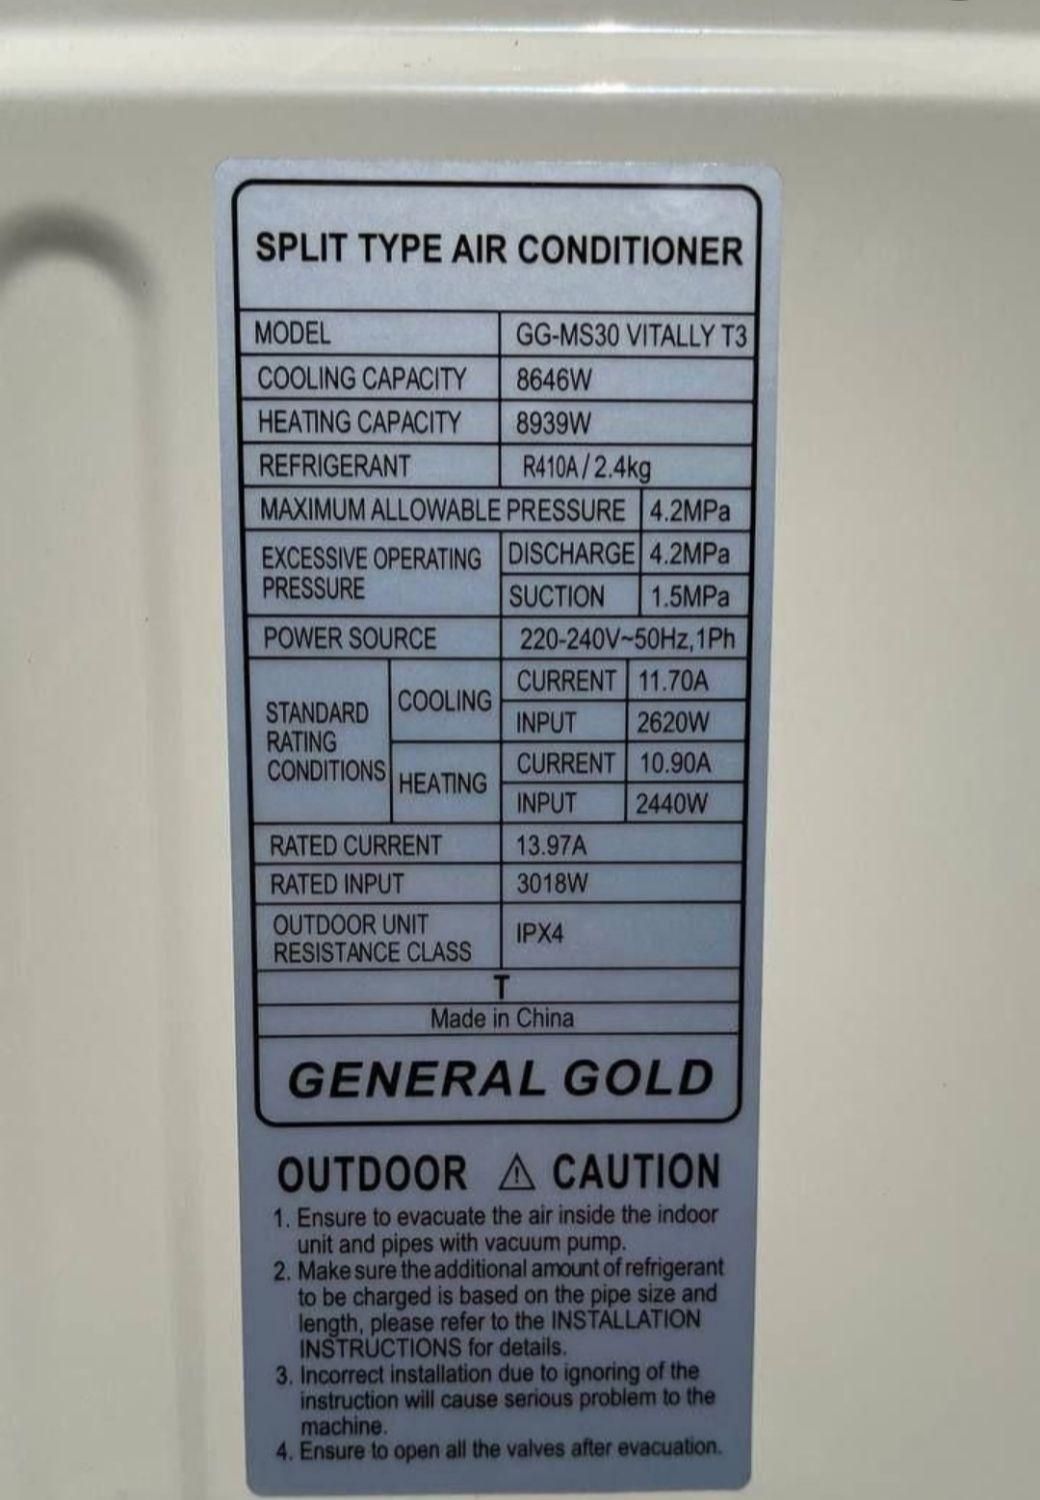 SPLIT TYPE AIR CONDITIONER
MODEL GG-MS30 VITALLY T3
COOLING CAPACITY 8646W
HEATING CAPACITY 8939W
REFRIGERANT R410A/2.4kg
MAXIMUM ALLOWABLE PRESSURE 4.2MPa
EXCESSIVE OPERATING PRESSURE DISCHARGE 4.2MPa
SUCTION 1.5MPa
POWER SOURCE 220-240V~50Hz,1Ph
STANDARD RATING CONDITIONS COOLING CURRENT 11.70A
INPUT 2620W
HEATING CURRENT 10.90A
INPUT 2440W
RATED CURRENT 13.97A
RATED INPUT 3018W
OUTDOOR UNIT RESISTANCE CLASS IPX4
T
Made in China
GENERAL GOLD
OUTDOOR ⚠ CAUTION
1. Ensure to evacuate the air inside the indoor
unit and pipes with vacuum pump.
2. Make sure the additional amount of refrigerant
to be charged is based on the pipe size and
length, please refer to the INSTALLATION
INSTRUCTIONS for details.
3. Incorrect installation due to ignoring of the
instruction will cause serious problem to the
machine.
4. Ensure to open all the valves after evacuation.